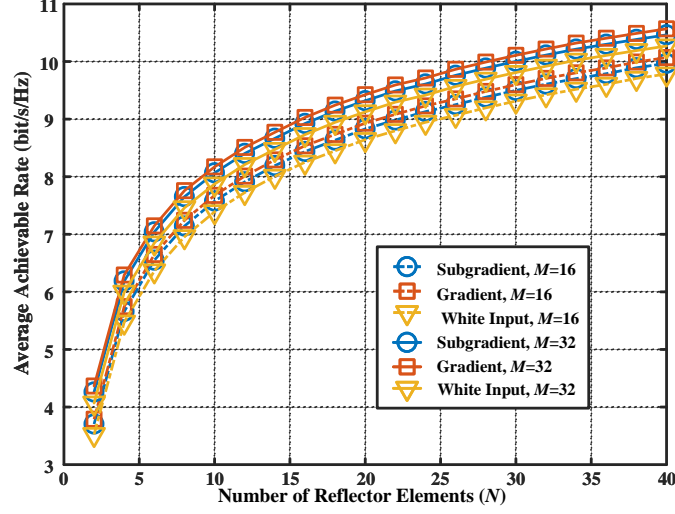 11
10
9
8
7
6
5
4
3
0
5
10
15
20
25
30
35
40
Average Achievable Rate (bit/s/Hz)
Number of Reflector Elements (N)
Subgradient, M=16
Gradient, M=16
White Input, M=16
Subgradient, M=32
Gradient, M=32
White Input, M=32